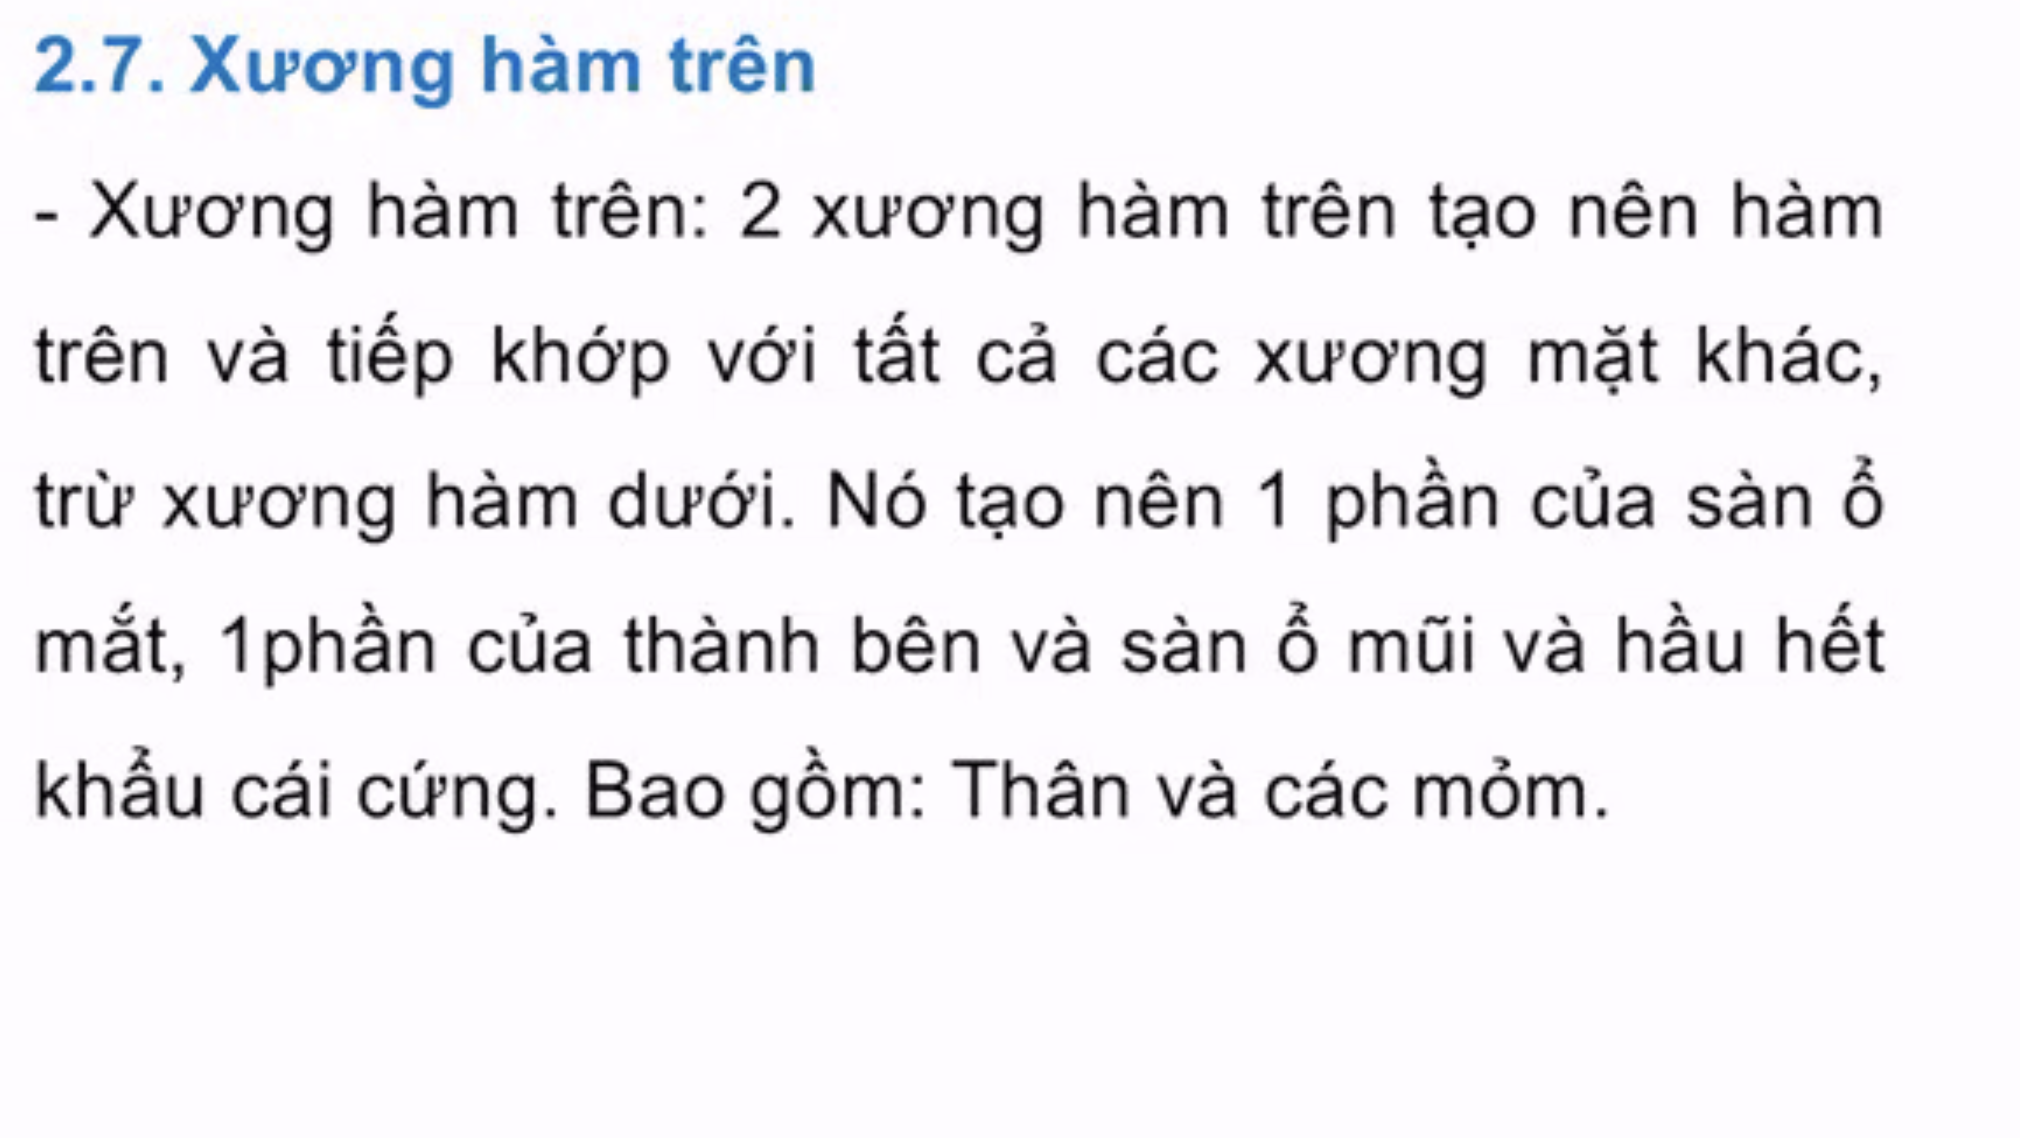 2.7. Xương hàm trên
- Xương hàm trên: 2 xương hàm trên tạo nên hàm
trên và tiếp khớp với tất cả các xương mặt khác,
trừ xương hàm dưới. Nó tạo nên 1 phần của sàn ổ
mắt, 1phần của thành bên và sàn ổ mũi và hầu hết
khẩu cái cứng. Bao gồm: Thân và các mỏm.